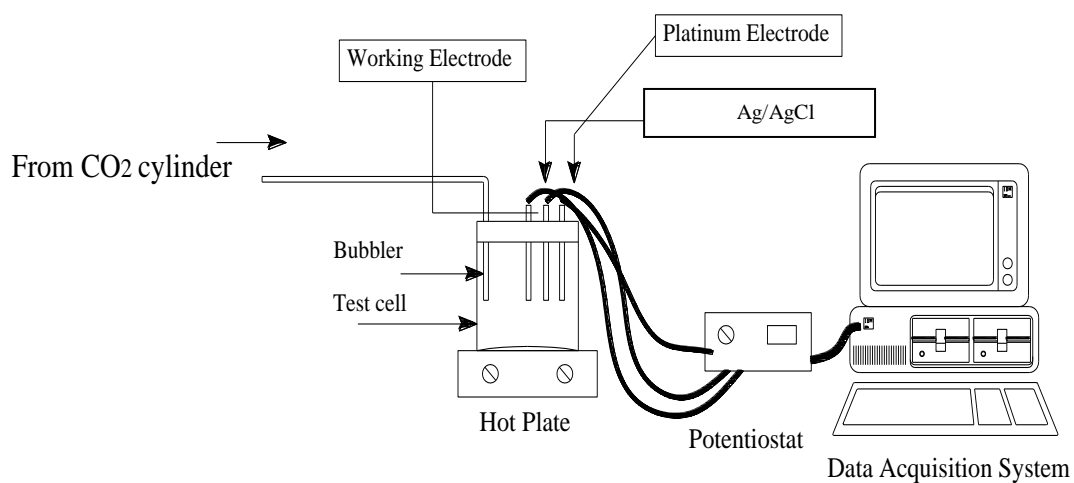 Platinum Electrode
Working Electrode
Ag/AgCl
From CO2 cylinder
Bubbler
Test cell
Hot Plate
Potentiostat
Data Acquisition System